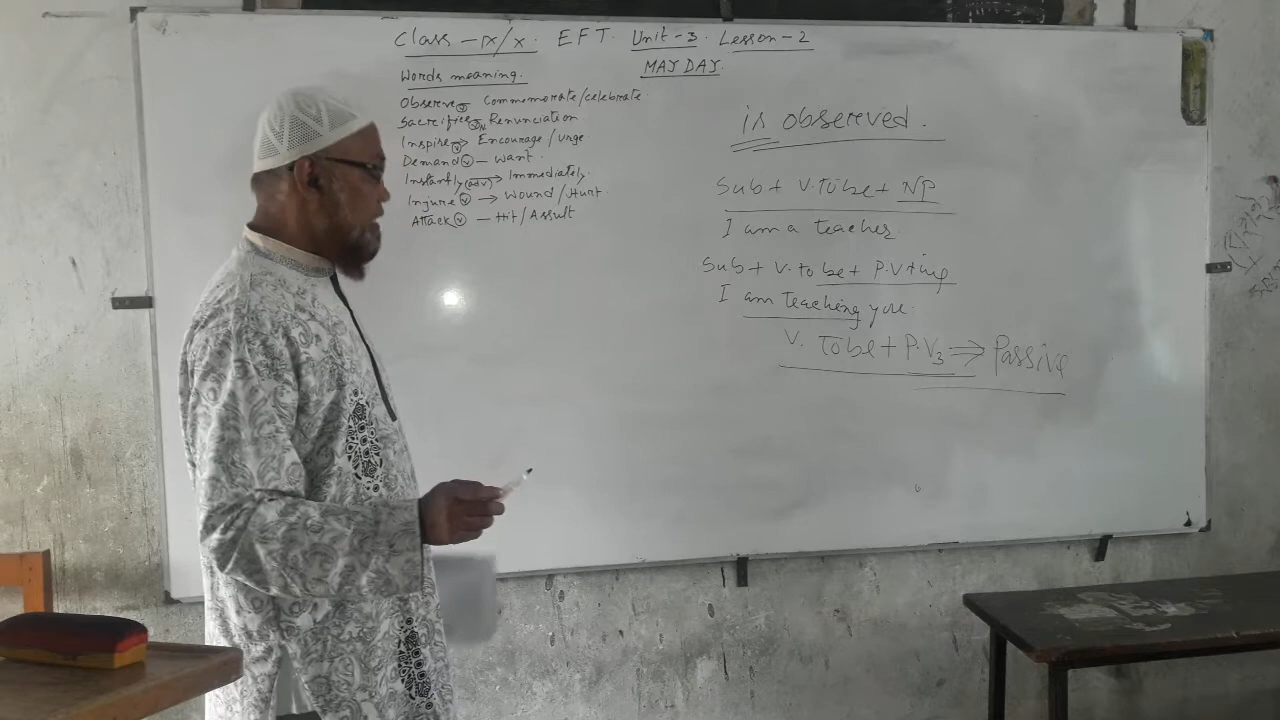 Class - IX/X. EFT. Unit-3. Lesson-2
MAY DAY.
Words meaning.
Observe (v) Commemorate/celebrate.
Sacrifice (v)/N Renunciation
Inspire (v) → Encourage / Urge
Demand (v) — Want.
Instantly (adv) → Immediately.
Injure (v) → Wound / Hurt
Attack (v) — Hit / Assult
is observed.
Sub + V. to be + NP
I am a teacher.
Sub + V. to be + P.V + ing
I am teaching you.
V. To be + P.V3 ⇒ Passive